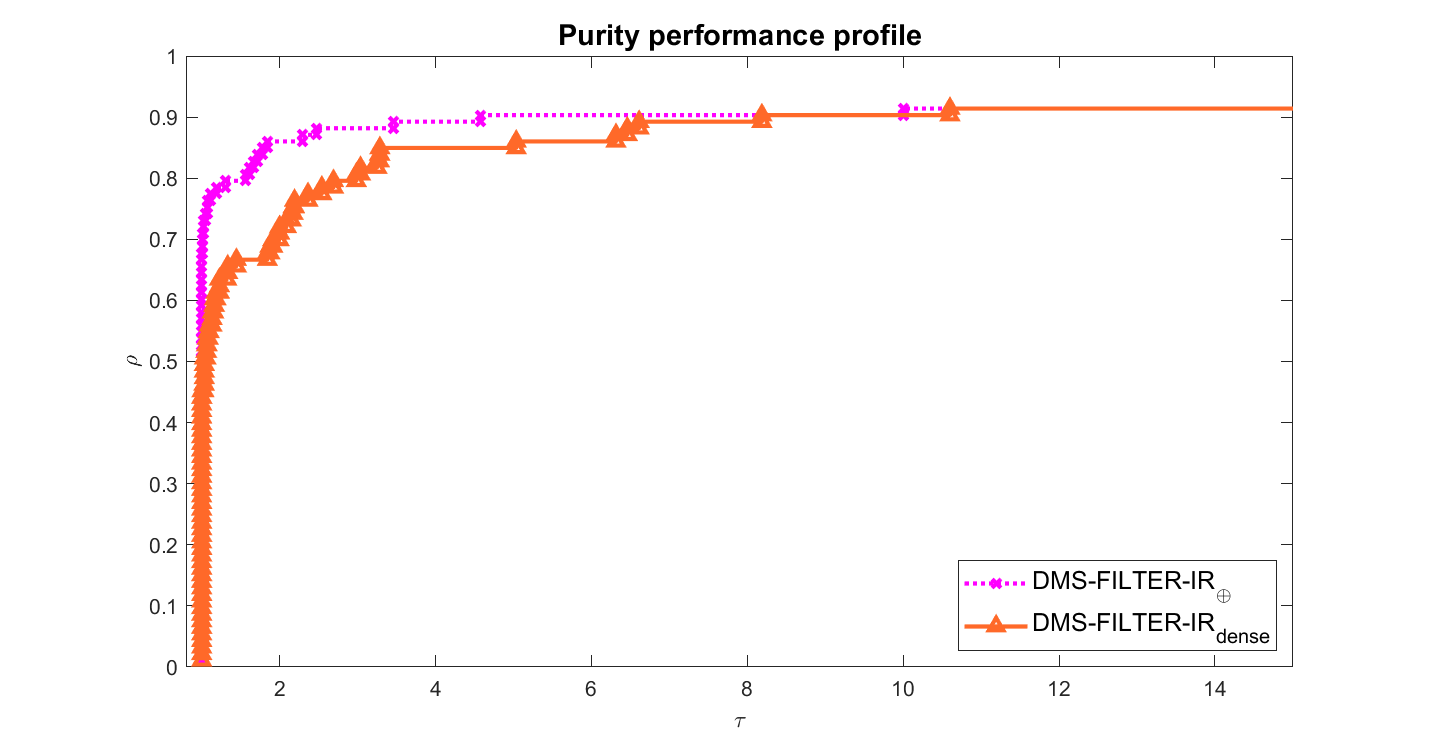 Purity performance profile
1
0.9
0.8
0.7
0.6
0.5
0.4
0.3
0.2
0.1
0
ρ
2 4 6 8 10 12 14
τ
DMS-FILTER-IR⊕
DMS-FILTER-IRdense